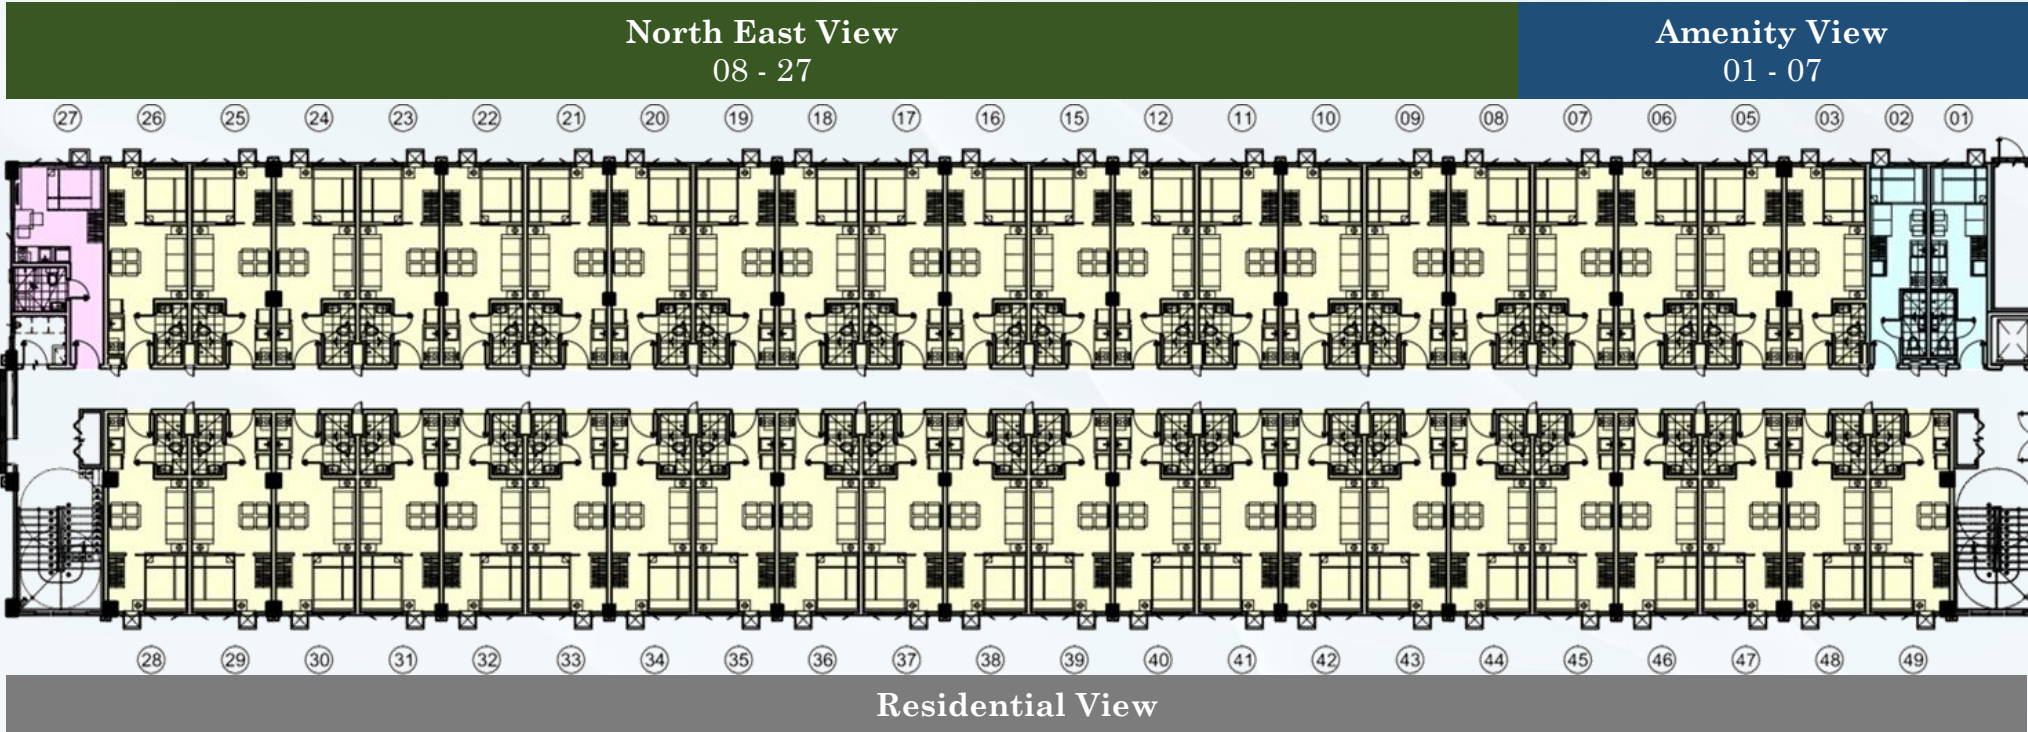 North East View
08 - 27
Amenity View
01 - 07
27 26 25 24 23 22 21 20 19 18 17 16 15 12 11 10 09 08 07 06 05 03 02 01
28 29 30 31 32 33 34 35 36 37 38 39 40 41 42 43 44 45 46 47 48 49
Residential View